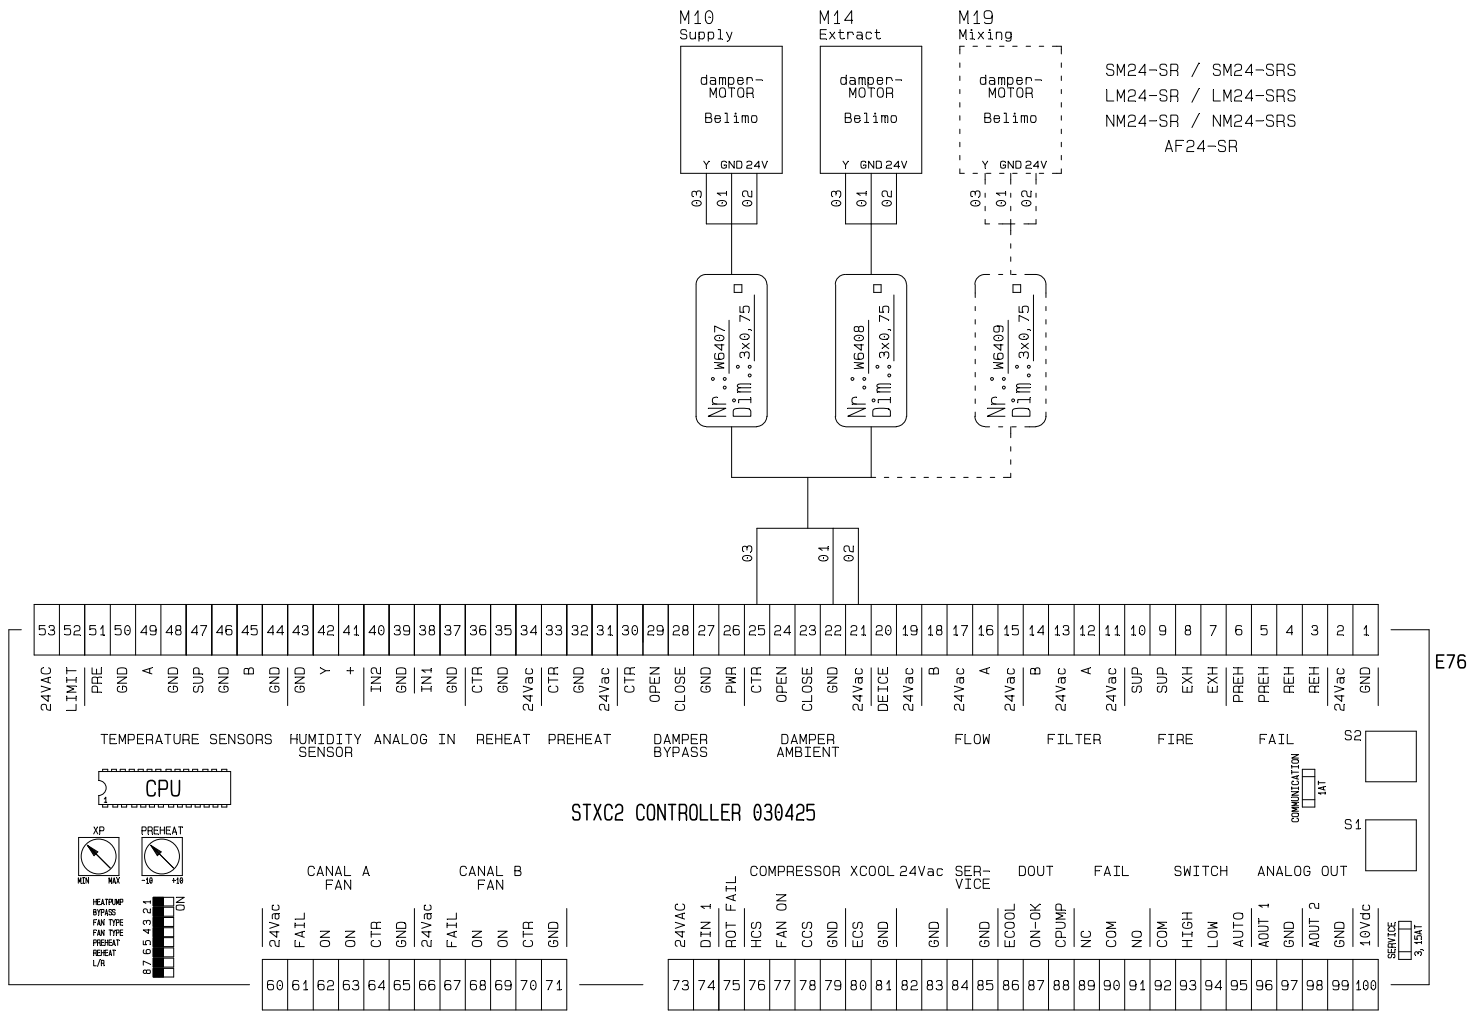 M10 M14 M19
Supply Extract Mixing
damper- damper- damper-
MOTOR MOTOR MOTOR
Belimo Belimo Belimo
Y GND 24V Y GND 24V Y GND 24V
SM24-SR / SM24-SRS
LM24-SR / LM24-SRS
NM24-SR / NM24-SRS
AF24-SR
03 01 02 03 01 02 03 01 02
Nr.: W6407
Dim.: 3x0,75
Nr.: W6408
Dim.: 3x0,75
Nr.: W6409
Dim.: 3x0,75
03 01 02
53 52 51 50 49 48 47 46 45 44 43 42 41 40 39 38 37 36 35 34 33 32 31 30 29 28 27 26 25 24 23 22 21 20 19 18 17 16 15 14 13 12 11 10 9 8 7 6 5 4 3 2 1
E76
24VAC LIMIT PRE GND A GND SUP GND B GND GND Y + IN2 GND IN1 GND CTR GND 24Vac CTR GND 24Vac CTR OPEN CLOSE GND PWR CTR OPEN CLOSE GND 24Vac DEICE 24Vac B 24Vac A 24Vac B 24Vac A 24Vac SUP SUP EXH EXH PREH PREH REH REH 24Vac GND
TEMPERATURE SENSORS HUMIDITY ANALOG IN REHEAT PREHEAT DAMPER DAMPER FLOW FILTER FIRE FAIL
SENSOR BYPASS AMBIENT
S2
CPU
1
COMMUNICATION
1AT
STXC2 CONTROLLER 030425
S1
XP PREHEAT
MIN MAX -10 +10
CANAL A CANAL B COMPRESSOR XCOOL 24Vac SER- DOUT FAIL SWITCH ANALOG OUT
FAN FAN VICE
ON
HEATPUMP 1
BYPASS 2
FAN TYPE 3
FAN TYPE 4
PREHEAT 5
REHEAT 6
L/R 7
8
24Vac FAIL ON ON CTR GND 24Vac FAIL ON ON CTR GND
24VAC DIN 1 ROT FAIL HCS FAN ON CCS GND ECS GND GND GND ECOOL ON-OK CPUMP NC COM NO COM HIGH LOW AUTO AOUT 1 GND AOUT 2 GND 10Vdc
SERVICE
3,15AT
60 61 62 63 64 65 66 67 68 69 70 71
73 74 75 76 77 78 79 80 81 82 83 84 85 86 87 88 89 90 91 92 93 94 95 96 97 98 99 100